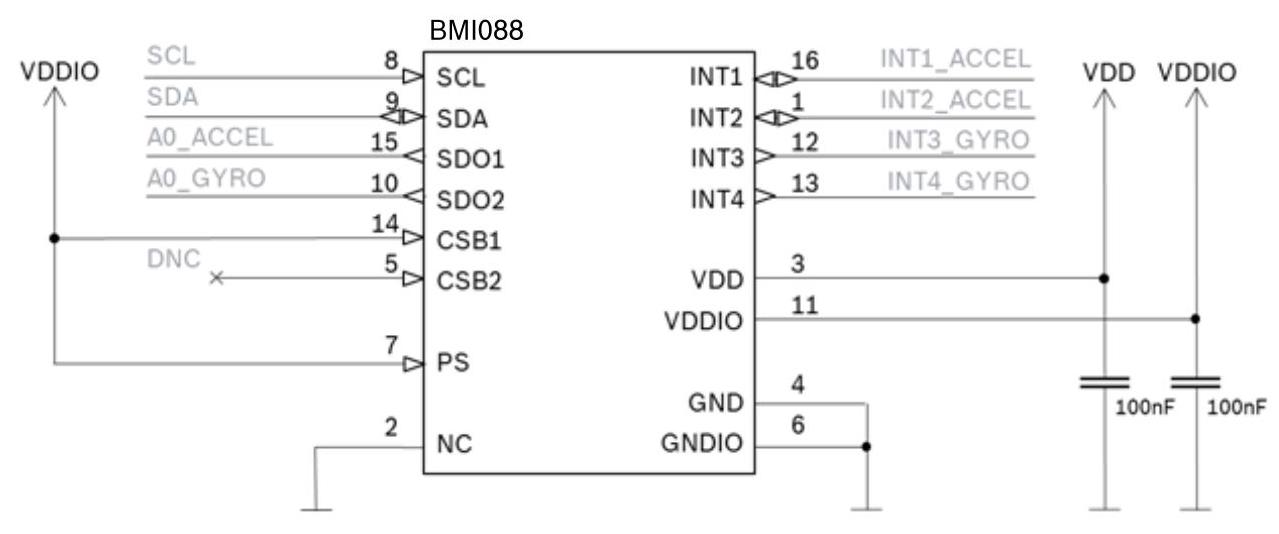 BMI088
VDDIO
SCL 8 SCL
SDA 9 SDA
A0_ACCEL 15 SDO1
A0_GYRO 10 SDO2
14 CSB1
DNC 5 CSB2
7 PS
2 NC
INT1 16 INT1_ACCEL
INT2 1 INT2_ACCEL
INT3 12 INT3_GYRO
INT4 13 INT4_GYRO
VDD 3
VDDIO 11
GND 4
GNDIO 6
VDD VDDIO
100nF 100nF